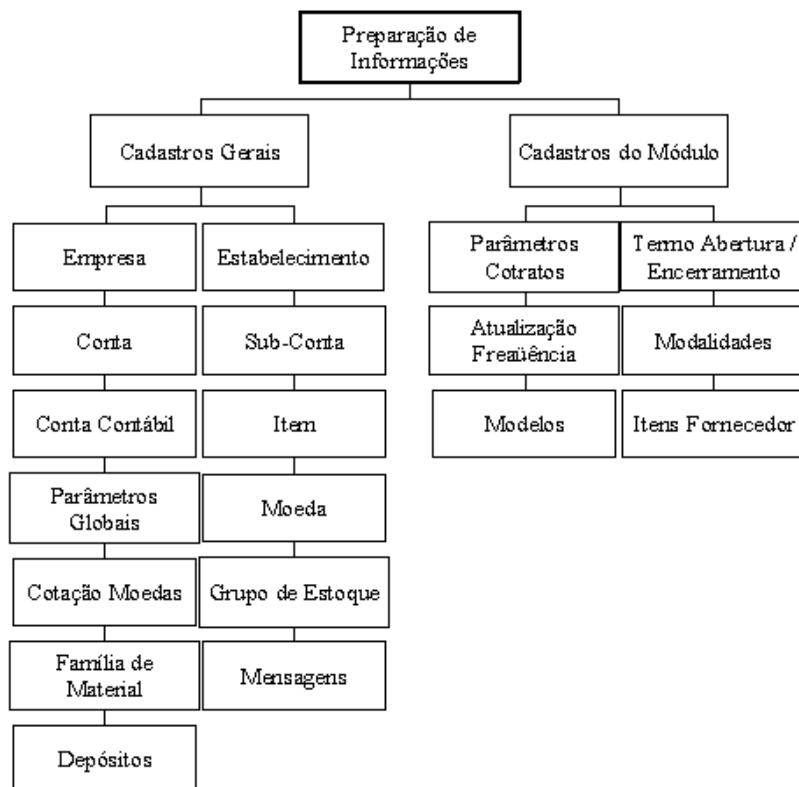 Preparação de
Informações
Cadastros Gerais
Cadastros do Módulo
Empresa
Estabelecimento
Parâmetros
Cotratos
Termo Abertura /
Encerramento
Conta
Sub-Conta
Atualização
Freaüência
Modalidades
Conta Contábil
Item
Modelos
Itens Fornecedor
Parâmetros
Globais
Moeda
Cotação Moedas
Grupo de Estoque
Família de
Material
Mensagens
Depósitos